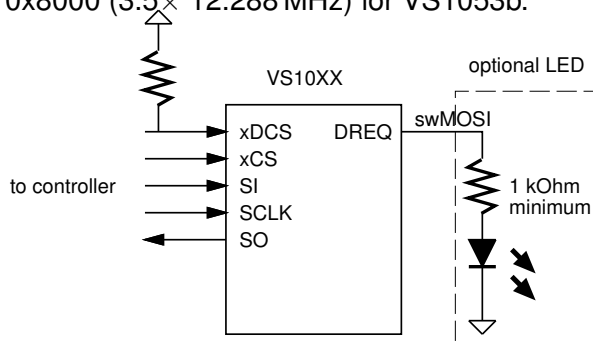 0x8000 (3.5× 12.288 MHz) for VS1053b.
optional LED
VS10XX
swMOSI
xDCS DREQ
xCS
to controller SI
SCLK
SO
1 kOhm
minimum